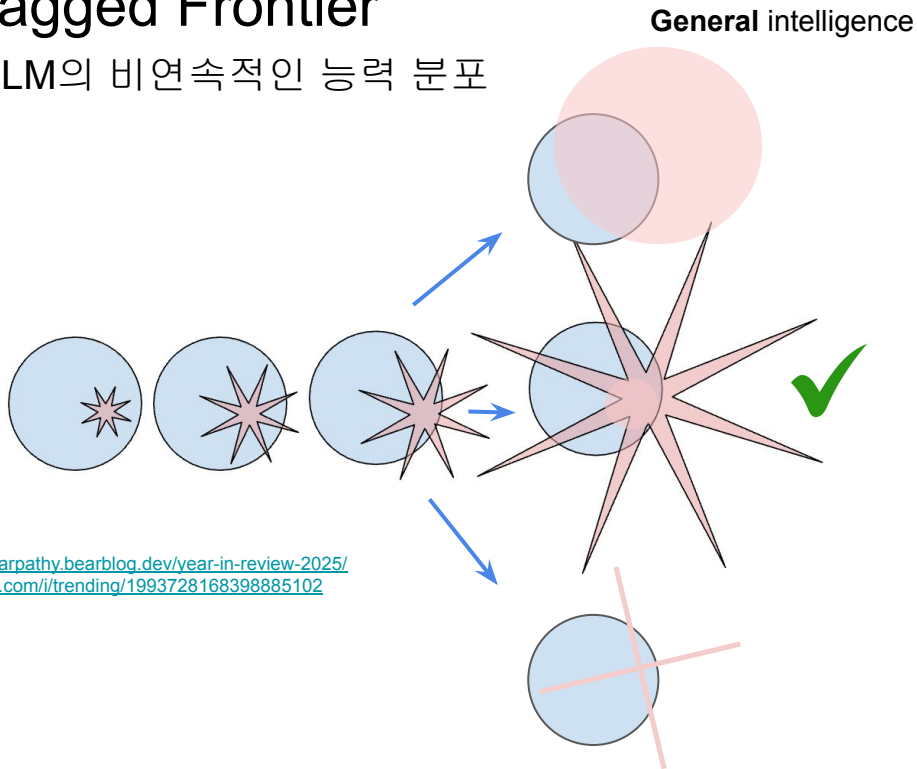 agged Frontier
General intelligence
LM의 비연속적인 능력 분포
arpathy.bearblog.dev/year-in-review-2025/
.com/i/trending/1993728168398885102